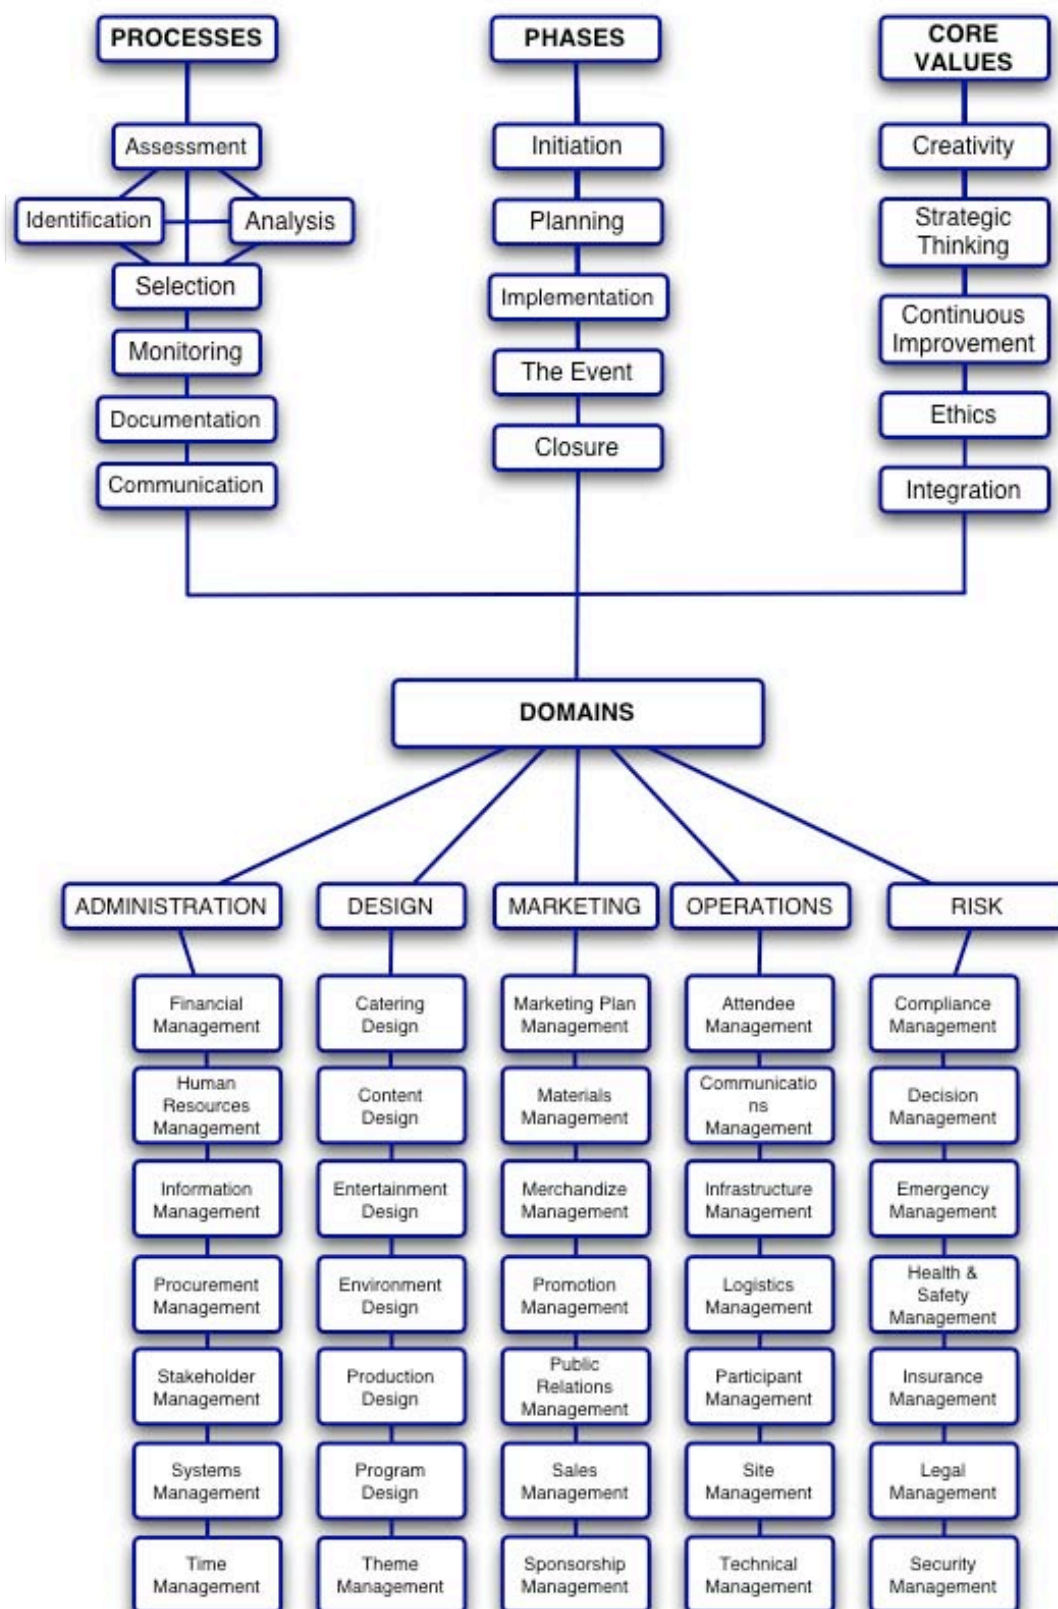 PROCESSES
Assessment
Identification
Analysis
Selection
Monitoring
Documentation
Communication
PHASES
Initiation
Planning
Implementation
The Event
Closure
CORE
VALUES
Creativity
Strategic
Thinking
Continuous
Improvement
Ethics
Integration
DOMAINS
ADMINISTRATION
Financial
Management
Human
Resources
Management
Information
Management
Procurement
Management
Stakeholder
Management
Systems
Management
Time
Management
DESIGN
Catering
Design
Content
Design
Entertainment
Design
Environment
Design
Production
Design
Program
Design
Theme
Management
MARKETING
Marketing Plan
Management
Materials
Management
Merchandize
Management
Promotion
Management
Public
Relations
Management
Sales
Management
Sponsorship
Management
OPERATIONS
Attendee
Management
Communicatio
ns
Management
Infrastructure
Management
Logistics
Management
Participant
Management
Site
Management
Technical
Management
RISK
Compliance
Management
Decision
Management
Emergency
Management
Health &
Safety
Management
Insurance
Management
Legal
Management
Security
Management